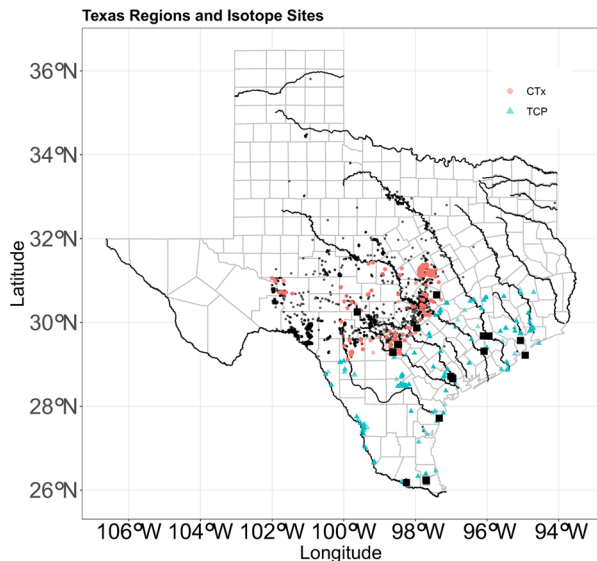 Texas Regions and Isotope Sites
36°N
34°N
32°N
30°N
28°N
26°N
Latitude
CTx
TCP
106°W 104°W 102°W 100°W 98°W 96°W 94°W
Longitude